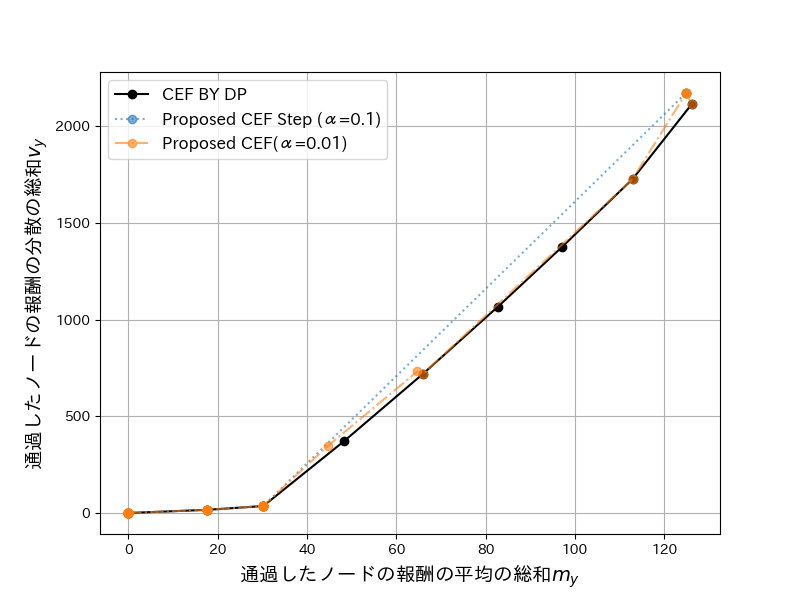 CEF BY DP
Proposed CEF Step (α=0.1)
Proposed CEF(α=0.01)
通過したノードの報酬の分散の総和v_y
2000
1500
1000
500
0
0 20 40 60 80 100 120
通過したノードの報酬の平均の総和m_y